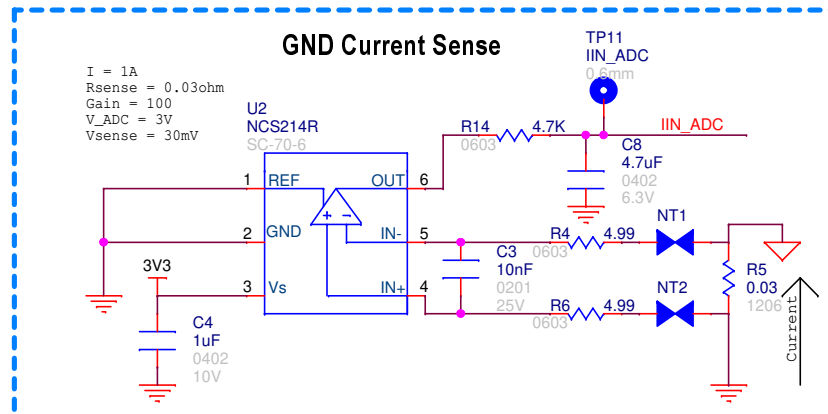 GND Current Sense
I = 1A
Rsense = 0.03ohm
Gain = 100
V_ADC = 3V
Vsense = 30mV
TP11
IIN_ADC
0.6mm
U2
NCS214R
SC-70-6
R14 4.7K
0603
IIN_ADC
C8
4.7uF
0402
6.3V
1 REF OUT 6
+ -
2 GND IN- 5
3 Vs IN+ 4
3V3
C4
1uF
0402
10V
C3
10nF
0201
25V
R4 4.99
0603
NT1
R6 4.99
0603
NT2
R5
0.03
1206
Current